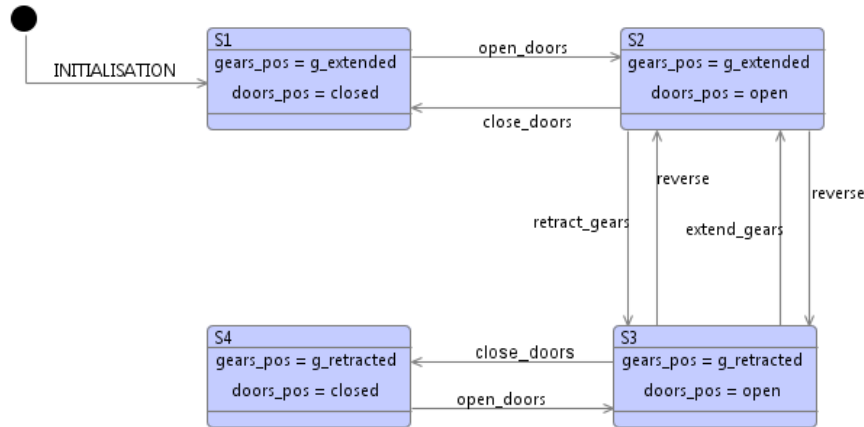 S1
gears_pos = g_extended
doors_pos = closed
INITIALISATION
open_doors
close_doors
S2
gears_pos = g_extended
doors_pos = open
retract_gears
reverse
extend_gears
reverse
S4
gears_pos = g_retracted
doors_pos = closed
close_doors
open_doors
S3
gears_pos = g_retracted
doors_pos = open